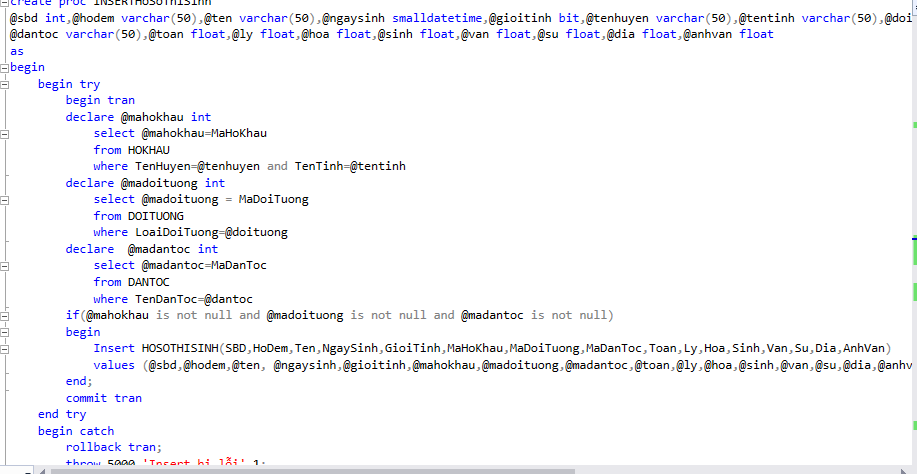 create proc INSERTHOSOTHISinh
@sbd int,@hodem varchar(50),@ten varchar(50),@ngaysinh smalldatetime,@gioitinh bit,@tenhuyen varchar(50),@tentinh varchar(50),@doi
@dantoc varchar(50),@toan float,@ly float,@hoa float,@sinh float,@van float,@su float,@dia float,@anhvan float
as
begin
begin try
begin tran
declare @mahokhau int
select @mahokhau=MaHoKhau
from HOKHAU
where TenHuyen=@tenhuyen and TenTinh=@tentinh
declare @madoituong int
select @madoituong = MaDoiTuong
from DOITUONG
where LoaiDoiTuong=@doituong
declare  @madantoc int
select @madantoc=MaDanToc
from DANTOC
where TenDanToc=@dantoc
if(@mahokhau is not null and @madoituong is not null and @madantoc is not null)
begin
Insert HOSOTHISINH(SBD,HoDem,Ten,NgaySinh,GioiTinh,MaHoKhau,MaDoiTuong,MaDanToc,Toan,Ly,Hoa,Sinh,Van,Su,Dia,AnhVan)
values (@sbd,@hodem,@ten, @ngaysinh,@gioitinh,@mahokhau,@madoituong,@madantoc,@toan,@ly,@hoa,@sinh,@van,@su,@dia,@anhv
end;
commit tran
end try
begin catch
rollback tran;
throw 5000,'Insert bị lỗi',1;